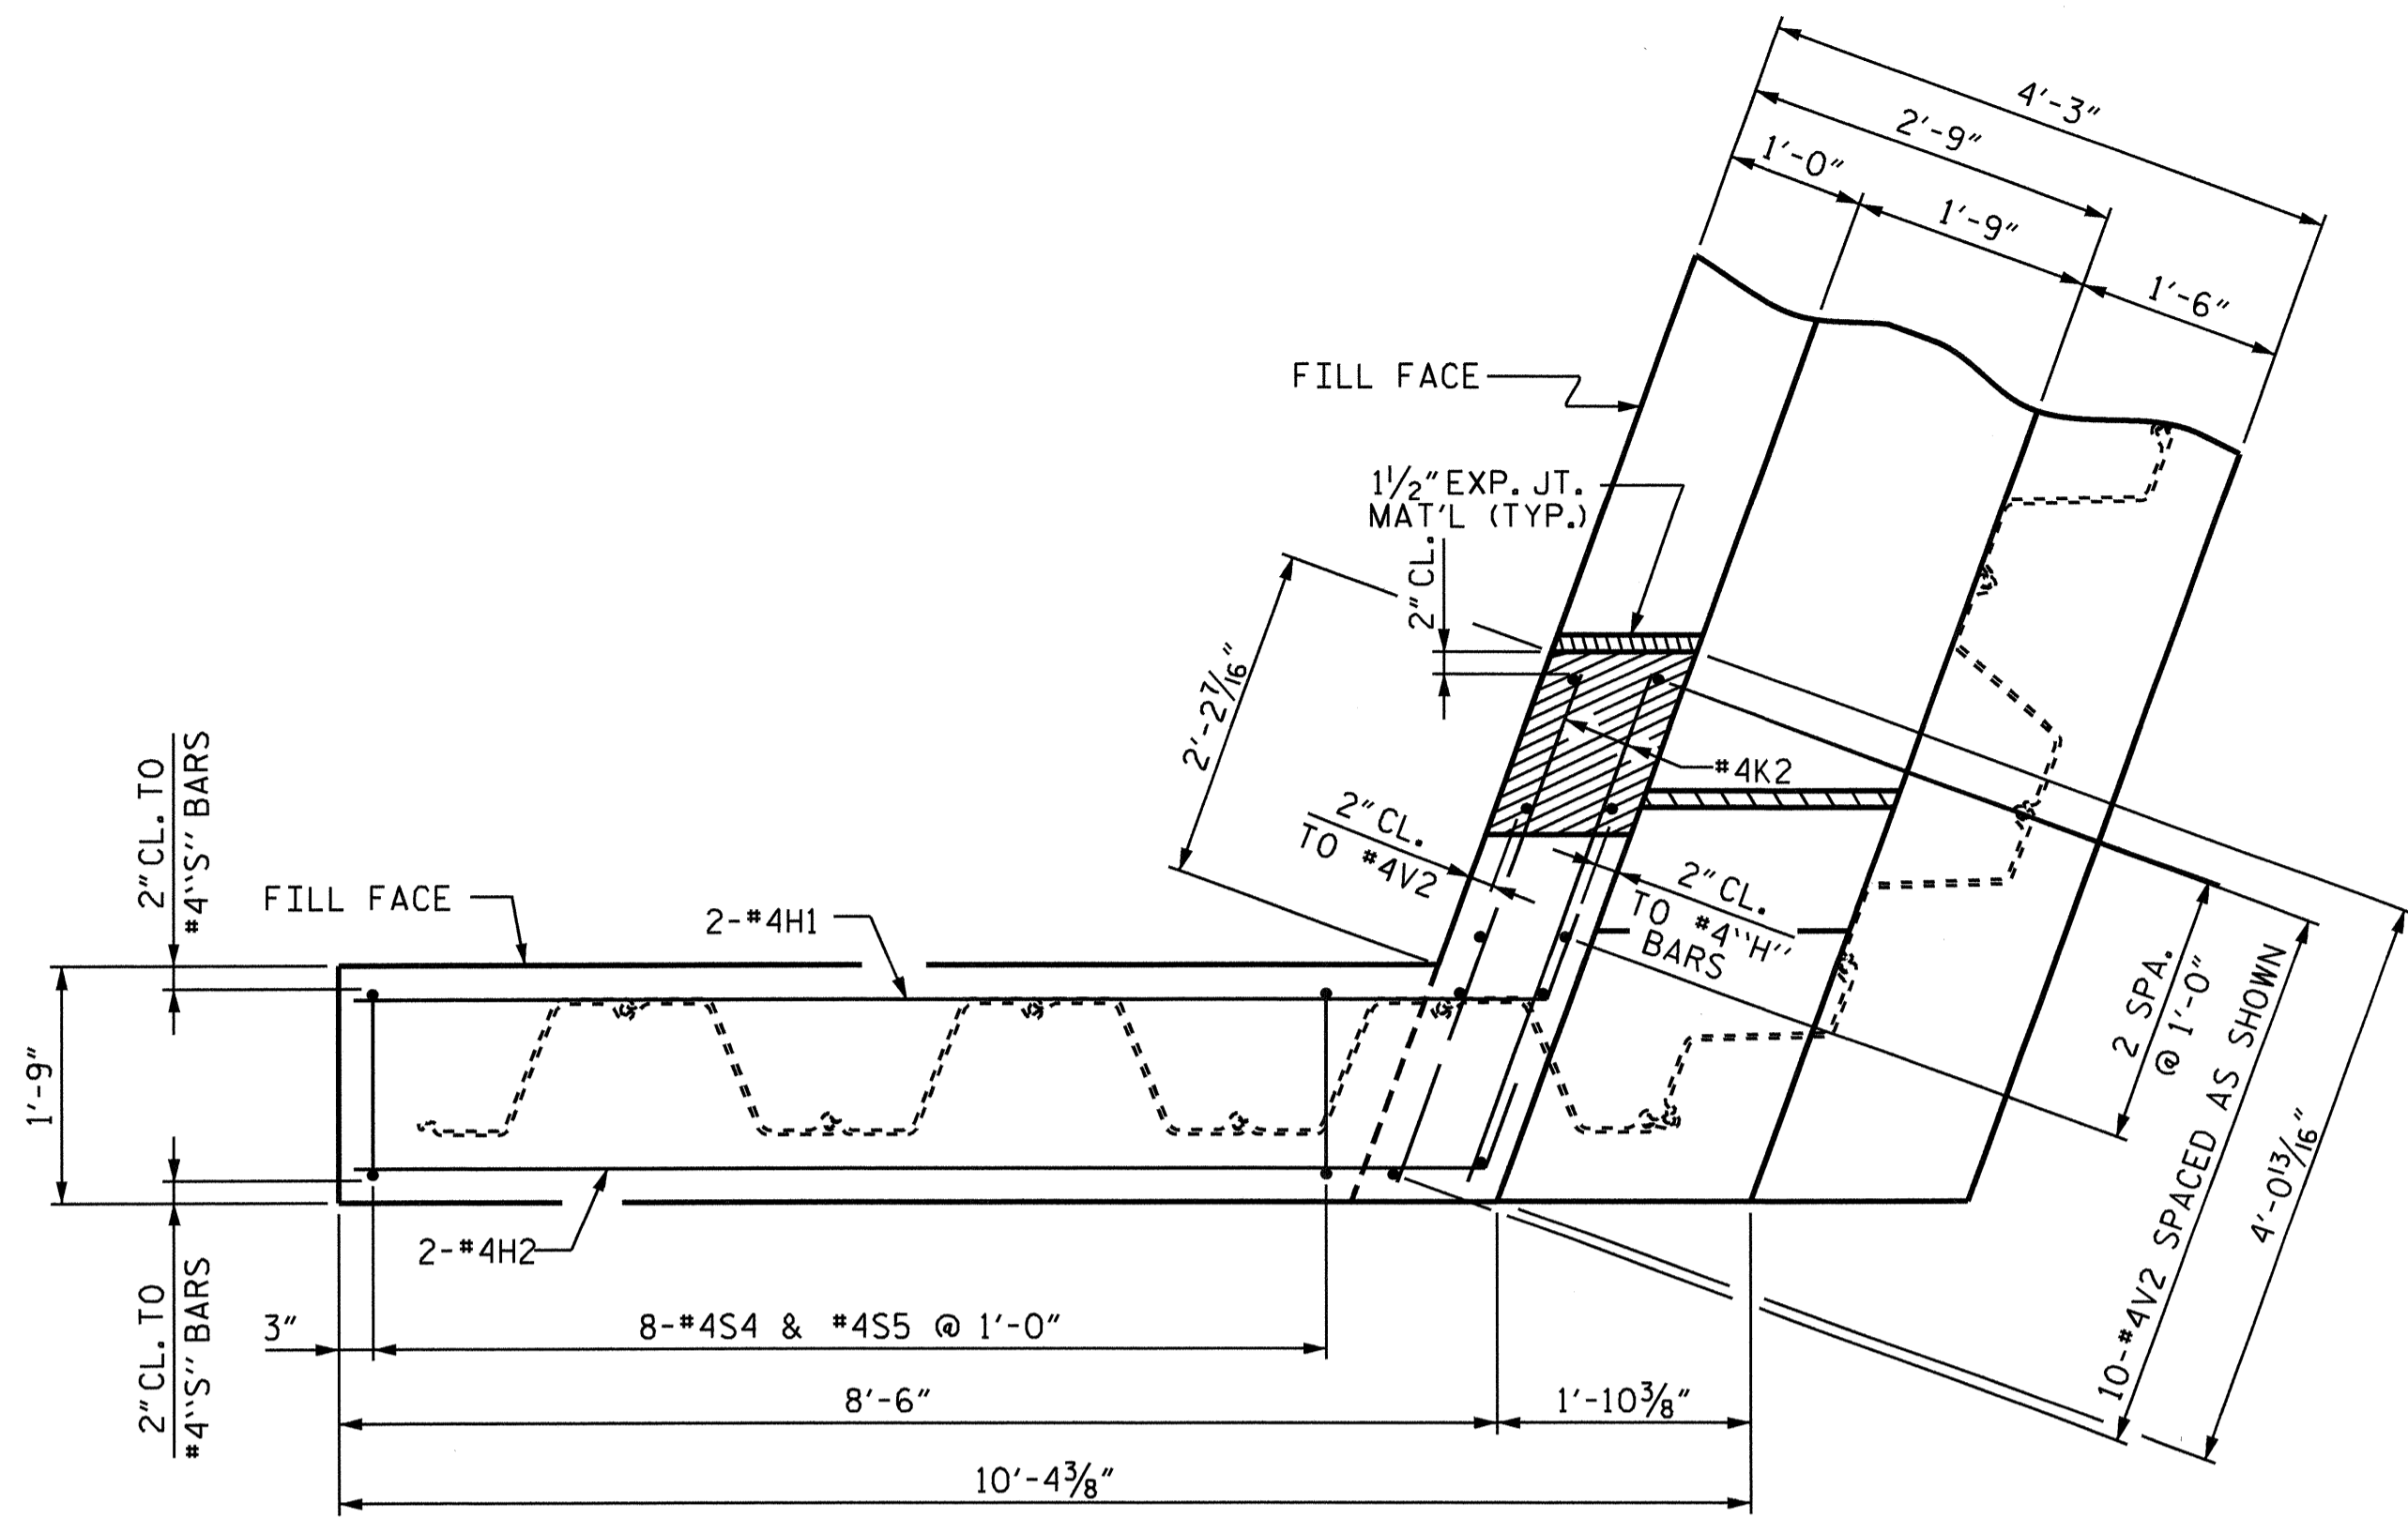 4'-3"
2'-9"
1'-0"
1'-9"
1'-6"
FILL FACE
1½" EXP. JT.
MAT'L (TYP.)
2" CL.
2'-2 7/16"
#4K2
2" CL.
TO #4V2
2" CL.
TO #4"H"
BARS
2" CL. TO
#4"S" BARS
FILL FACE
2-#4H1
1'-9"
2 SPA.
@ 1'-0"
10-#4V2 SPACED AS SHOWN
4'-0 13/16"
2-#4H2
2" CL. TO
#4"S" BARS
3"
8-#4S4 & #4S5 @ 1'-0"
8'-6"
1'-10⅜"
10'-4⅜"